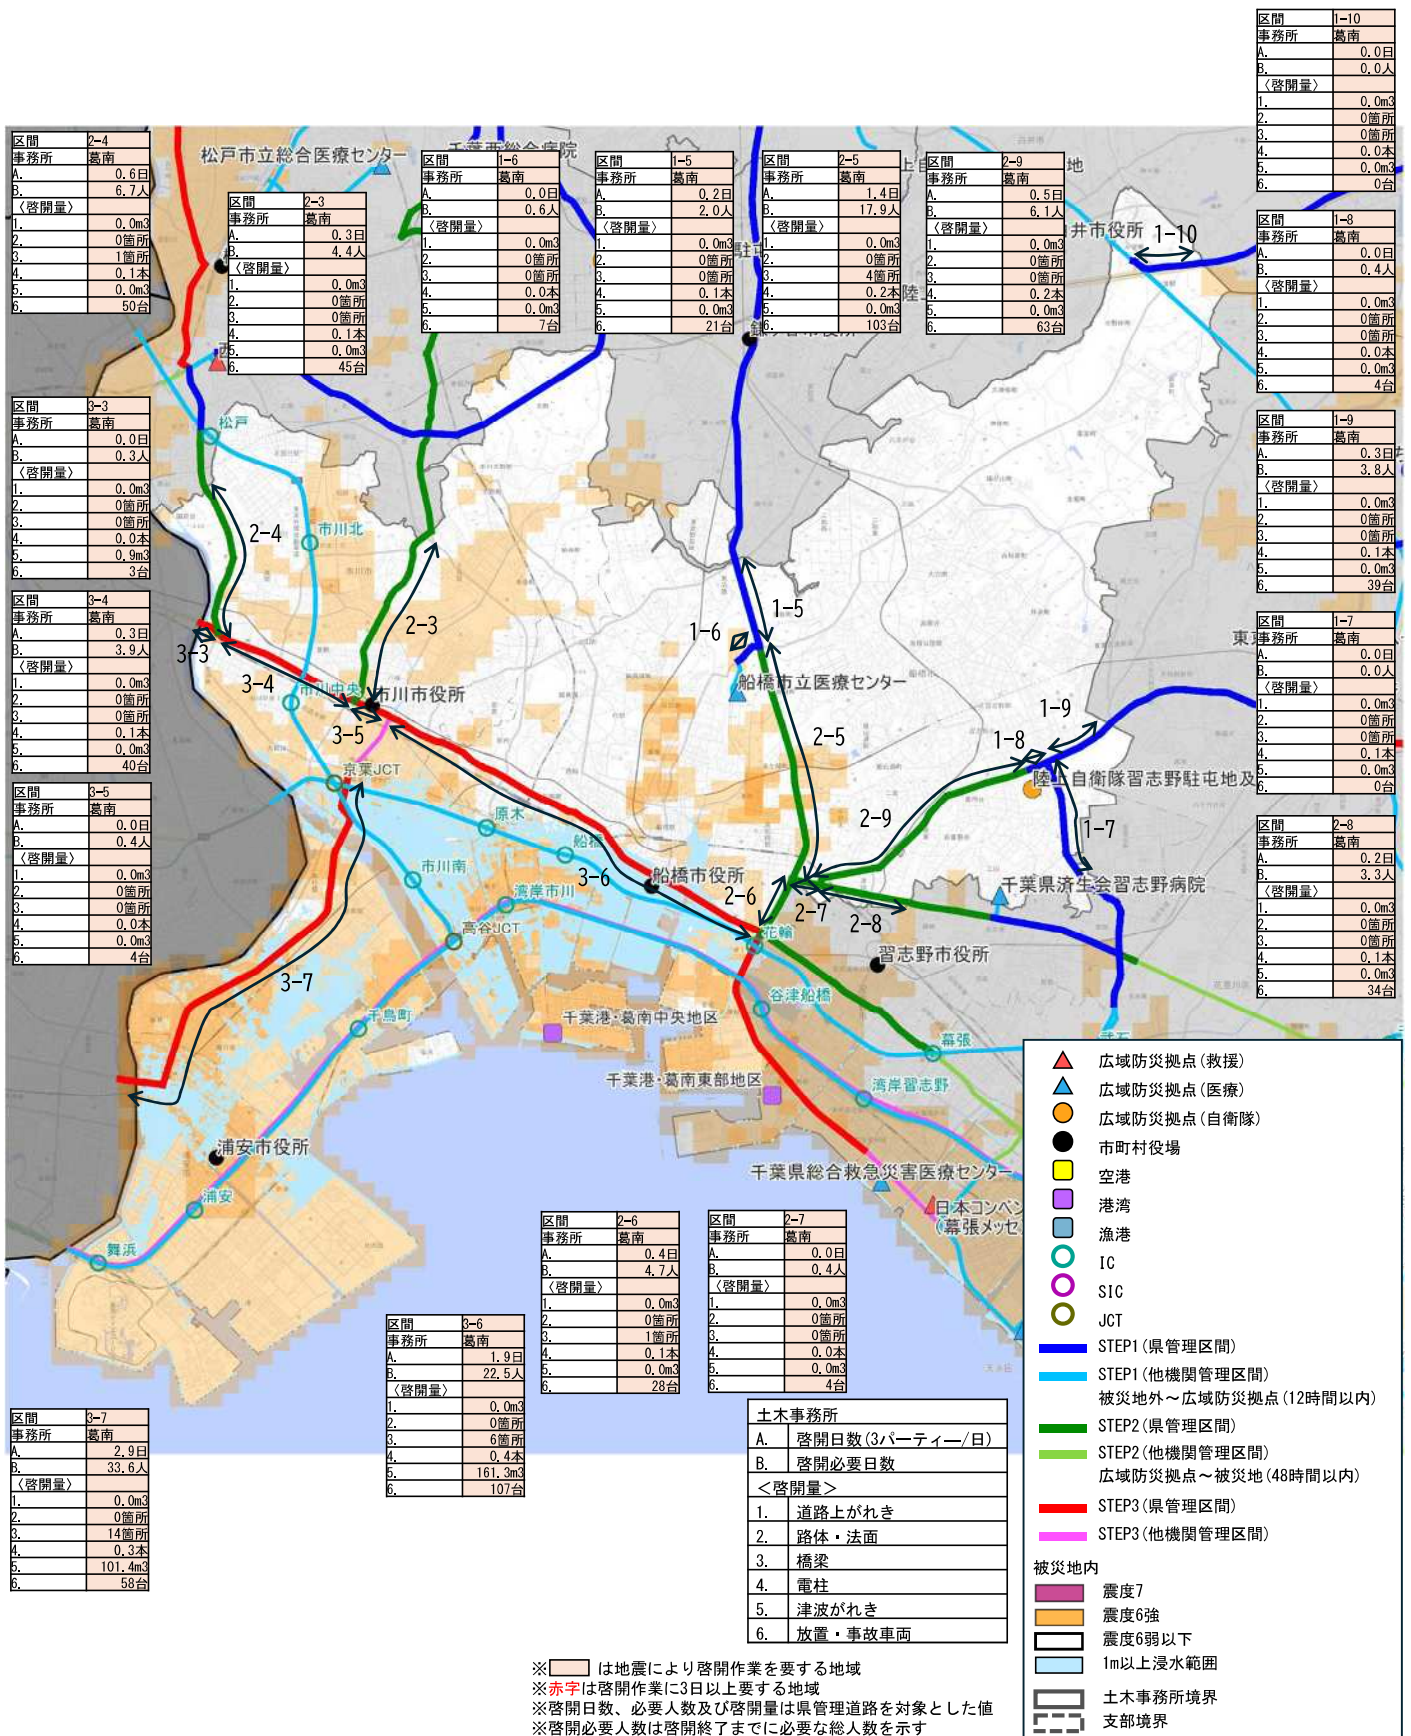 区間 1-10
事務所 葛南
A. 0.0日
B. 0.0人
〈啓開量〉
1. 0.0m3
2. 0箇所
3. 0箇所
4. 0.0本
5. 0.0m3
6. 0台
区間 2-4
事務所 葛南
A. 0.6日
B. 6.7人
〈啓開量〉
1. 0.0m3
2. 0箇所
3. 1箇所
4. 0.1本
5. 0.0m3
6. 50台
区間 2-3
事務所 葛南
A. 0.3日
B. 4.4人
〈啓開量〉
1. 0.0m3
2. 0箇所
3. 0箇所
4. 0.1本
5. 0.0m3
6. 45台
区間 1-6
事務所 葛南
A. 0.0日
B. 0.6人
〈啓開量〉
1. 0.0m3
2. 0箇所
3. 0箇所
4. 0.0本
5. 0.0m3
6. 7台
区間 1-5
事務所 葛南
A. 0.2日
B. 2.0人
〈啓開量〉
1. 0.0m3
2. 0箇所
3. 0箇所
4. 0.1本
5. 0.0m3
6. 21台
区間 2-5
事務所 葛南
A. 1.4日
B. 17.9人
〈啓開量〉
1. 0.0m3
2. 0箇所
3. 4箇所
4. 0.2本
5. 0.0m3
6. 103台
区間 2-9
事務所 葛南
A. 0.5日
B. 6.1人
〈啓開量〉
1. 0.0m3
2. 0箇所
3. 0箇所
4. 0.2本
5. 0.0m3
6. 63台
区間 1-8
事務所 葛南
A. 0.0日
B. 0.4人
〈啓開量〉
1. 0.0m3
2. 0箇所
3. 0箇所
4. 0.0本
5. 0.0m3
6. 4台
区間 3-3
事務所 葛南
A. 0.0日
B. 0.3人
〈啓開量〉
1. 0.0m3
2. 0箇所
3. 0箇所
4. 0.0本
5. 0.9m3
6. 3台
区間 1-9
事務所 葛南
A. 0.3日
B. 3.8人
〈啓開量〉
1. 0.0m3
2. 0箇所
3. 0箇所
4. 0.1本
5. 0.0m3
6. 39台
区間 3-4
事務所 葛南
A. 0.3日
B. 3.9人
〈啓開量〉
1. 0.0m3
2. 0箇所
3. 0箇所
4. 0.1本
5. 0.0m3
6. 40台
区間 1-7
事務所 葛南
A. 0.0日
B. 0.0人
〈啓開量〉
1. 0.0m3
2. 0箇所
3. 0箇所
4. 0.1本
5. 0.0m3
6. 0台
区間 3-5
事務所 葛南
A. 0.0日
B. 0.4人
〈啓開量〉
1. 0.0m3
2. 0箇所
3. 0箇所
4. 0.0本
5. 0.0m3
6. 4台
区間 2-8
事務所 葛南
A. 0.2日
B. 3.3人
〈啓開量〉
1. 0.0m3
2. 0箇所
3. 0箇所
4. 0.1本
5. 0.0m3
6. 34台
松戸市立総合医療センター
千葉西総合病院
井市役所
1-10
松戸
市川北
2-4
2-3
1-5
1-6
3-3
3-4
市川中央
市川市役所
3-5
船橋市立医療センター
2-5
1-9
1-8
京葉JCT
陸上自衛隊習志野駐屯地及
原木
2-9
1-7
船橋
市川南
3-6
船橋市役所
2-6
2-7
2-8
千葉県済生会習志野病院
湾岸市川
高谷JCT
花輪
習志野市役所
3-7
谷津船橋
千鳥町
千葉港・葛南中央地区
幕張
千葉港・葛南東部地区
湾岸習志野
浦安市役所
千葉県総合救急災害医療センター
浦安
日本コンベン
(幕張メッセ
舞浜
区間 2-6
事務所 葛南
A. 0.4日
B. 4.7人
〈啓開量〉
1. 0.0m3
2. 0箇所
3. 1箇所
4. 0.1本
5. 0.0m3
6. 28台
区間 2-7
事務所 葛南
A. 0.0日
B. 0.4人
〈啓開量〉
1. 0.0m3
2. 0箇所
3. 0箇所
4. 0.0本
5. 0.0m3
6. 4台
区間 3-6
事務所 葛南
A. 1.9日
B. 22.5人
〈啓開量〉
1. 0.0m3
2. 0箇所
3. 6箇所
4. 0.4本
5. 161.3m3
6. 107台
区間 3-7
事務所 葛南
A. 2.9日
B. 33.6人
〈啓開量〉
1. 0.0m3
2. 0箇所
3. 14箇所
4. 0.3本
5. 101.4m3
6. 58台
土木事務所
A. 啓開日数(3パーティー/日)
B. 啓開必要日数
＜啓開量＞
1. 道路上がれき
2. 路体・法面
3. 橋梁
4. 電柱
5. 津波がれき
6. 放置・事故車両
広域防災拠点(救援)
広域防災拠点(医療)
広域防災拠点(自衛隊)
市町村役場
空港
港湾
漁港
IC
SIC
JCT
STEP1(県管理区間)
STEP1(他機関管理区間)
被災地外～広域防災拠点(12時間以内)
STEP2(県管理区間)
STEP2(他機関管理区間)
広域防災拠点～被災地(48時間以内)
STEP3(県管理区間)
STEP3(他機関管理区間)
被災地内
震度7
震度6強
震度6弱以下
1m以上浸水範囲
土木事務所境界
支部境界
※ は地震により啓開作業を要する地域
※赤字は啓開作業に3日以上要する地域
※啓開日数、必要人数及び啓開量は県管理道路を対象とした値
※啓開必要人数は啓開終了までに必要な総人数を示す